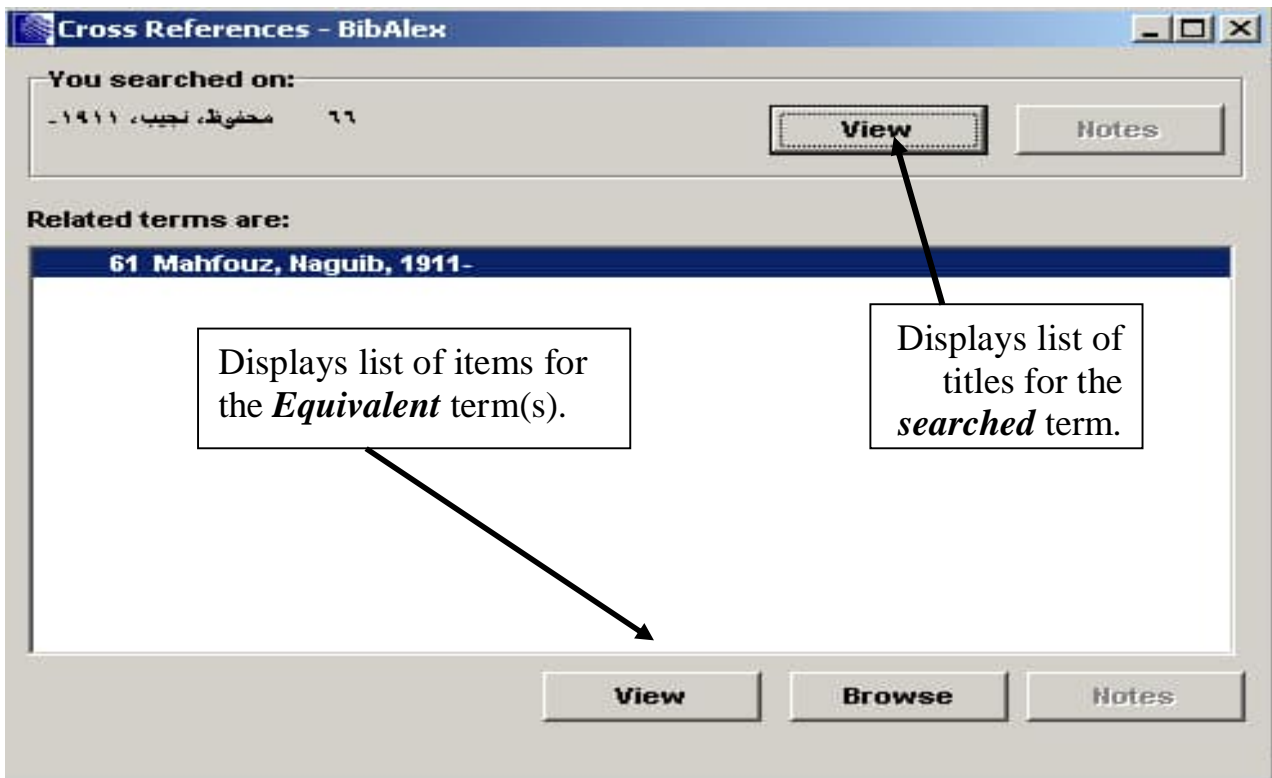 Cross References - BibAlex
You searched on:
٦٦ محفوظ، نجيب، ١٩١١-
View
Notes
Related terms are:
61 Mahfouz, Naguib, 1911-
Displays list of items for
the Equivalent term(s).
Displays list of
titles for the
searched term.
View
Browse
Notes